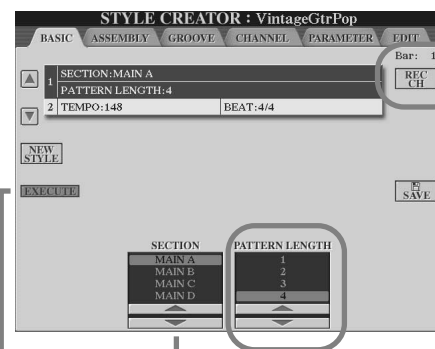 STYLE CREATOR : VintageGtrPop
BASIC ASSEMBLY GROOVE CHANNEL PARAMETER EDIT
Bar: 1
1 SECTION:MAIN A
PATTERN LENGTH:4
REC CH
2 TEMPO:148 BEAT:4/4
NEW STYLE
EXECUTE
SAVE
SECTION PATTERN LENGTH
MAIN A 1
MAIN B 2
MAIN C 3
MAIN D 4